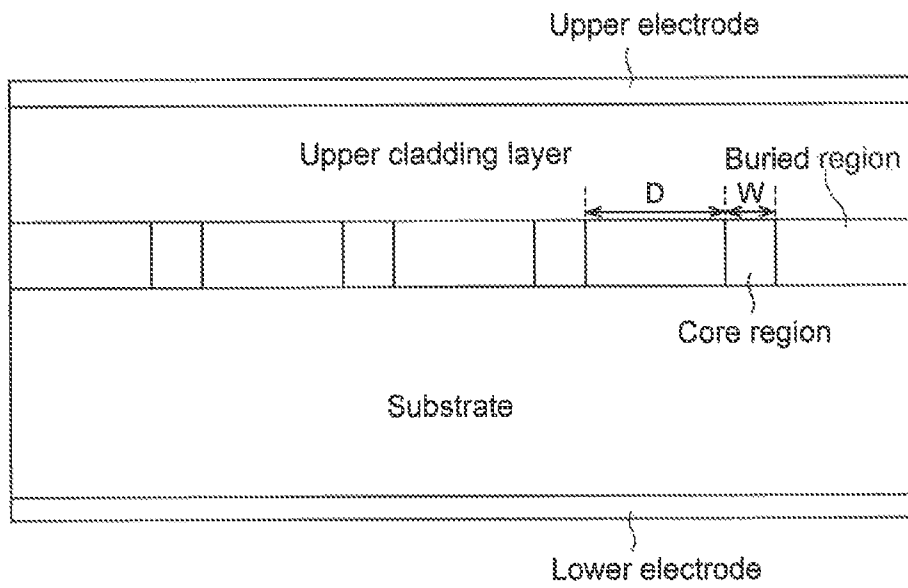 Upper electrode
Upper cladding layer
Buried region
D
W
Core region
Substrate
Lower electrode